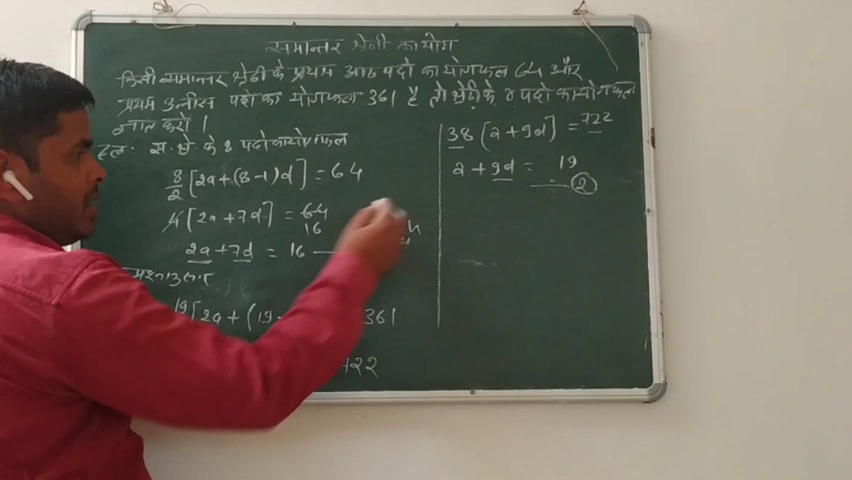 समान्तर श्रेणी का योग
किसी समान्तर श्रेढी के प्रथम आठ पदो का योगफल 64 और
प्रथम उन्नीस पदो का योगफल 361 है तो श्रेढ़ी के n पदो का योगफल
ज्ञात करो।
हल- स. श्रे. के 8 पदो का योगफल
8/2 [2a+(8-1)d] = 64
4[2a+7d] = 64
16
2a+7d = 16 —
प्रश्नानुसार
19 [2a + (19 - 361
722
38[a+9d] = 722
a+9d = 19
— ②